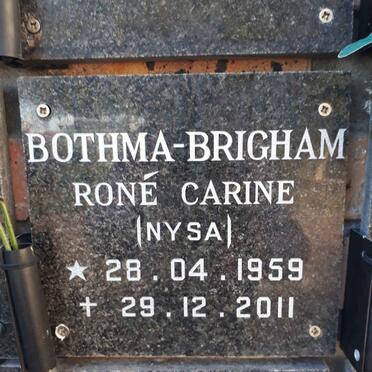 BOTHMA-BRIGHAM
RONÉ CARINE
(NYSA)
★ 28.04.1959
✝ 29.12.2011